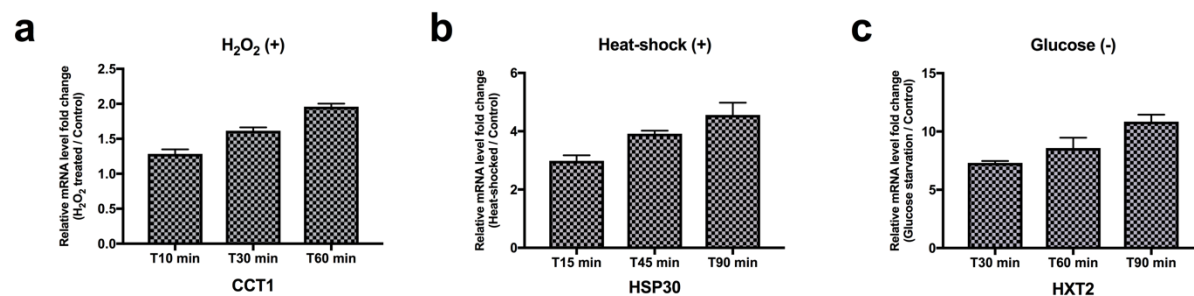 a
H₂O₂ (+)
Relative mRNA level fold change
(H₂O₂ treated / Control)
2.5
2.0
1.5
1.0
0.5
0.0
T10 min T30 min T60 min
CCT1
b
Heat-shock (+)
Relative mRNA level fold change
(Heat-shocked / Control)
6
4
2
0
T15 min T45 min T90 min
HSP30
c
Glucose (-)
Relative mRNA level fold change
(Glucose starvation / Control)
15
10
5
0
T30 min T60 min T90 min
HXT2